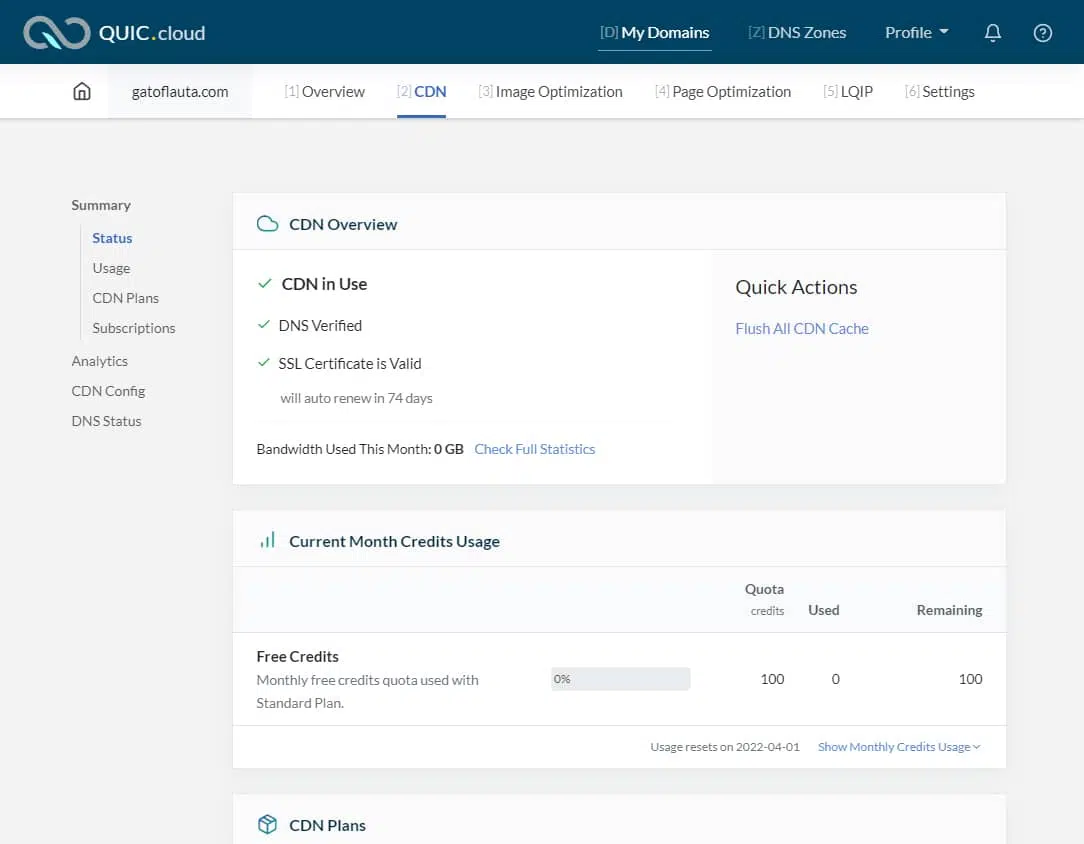 QUIC.cloud
[D] My Domains
[Z] DNS Zones
Profile
gatoflauta.com
[1] Overview
[2] CDN
[3] Image Optimization
[4] Page Optimization
[5] LQIP
[6] Settings
Summary
Status
Usage
CDN Plans
Subscriptions
Analytics
CDN Config
DNS Status
CDN Overview
CDN in Use
DNS Verified
SSL Certificate is Valid
will auto renew in 74 days
Bandwidth Used This Month: 0 GB Check Full Statistics
Quick Actions
Flush All CDN Cache
Current Month Credits Usage
Quota
credits
Used
Remaining
Free Credits
Monthly free credits quota used with
Standard Plan.
0%
100
0
100
Usage resets on 2022-04-01
Show Monthly Credits Usage
CDN Plans